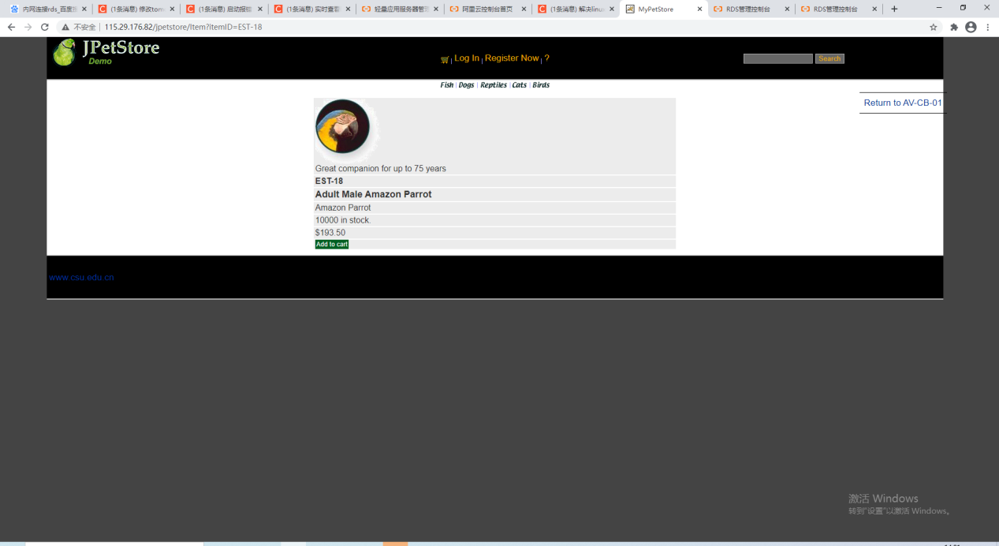 内网连接rds_百度搜
(1条消息) 修改tom
(1条消息) 启动报错
(1条消息) 实时查看
轻量应用服务器管
阿里云控制台首页
(1条消息) 解决linu
MyPetStore
RDS管理控制台
RDS管理控制台
不安全 | 115.29.176.82/jpetstore/Item?ItemID=EST-18
JPetStore
Demo
Log In | Register Now | ?
Search
Fish | Dogs | Reptiles | Cats | Birds
Return to AV-CB-01
Great companion for up to 75 years
EST-18
Adult Male Amazon Parrot
Amazon Parrot
10000 in stock.
$193.50
Add to cart
www.csu.edu.cn
激活 Windows
转到"设置"以激活 Windows。